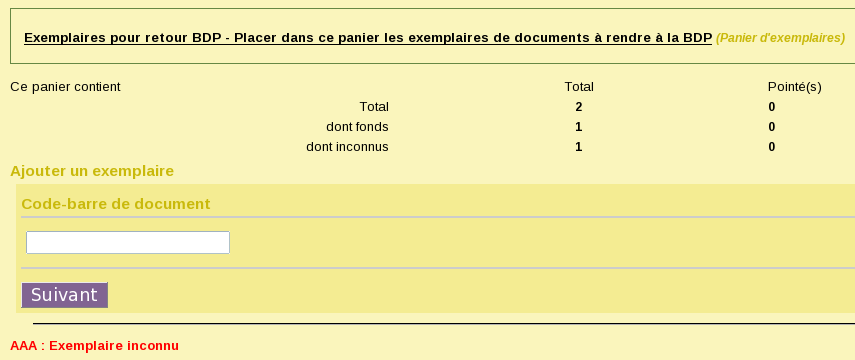 Exemplaires pour retour BDP - Placer dans ce panier les exemplaires de documents à rendre à la BDP (Panier d'exemplaires)
Ce panier contient Total Pointé(s)
Total 2 0
dont fonds 1 0
dont inconnus 1 0
Ajouter un exemplaire
Code-barre de document
Suivant
AAA : Exemplaire inconnu